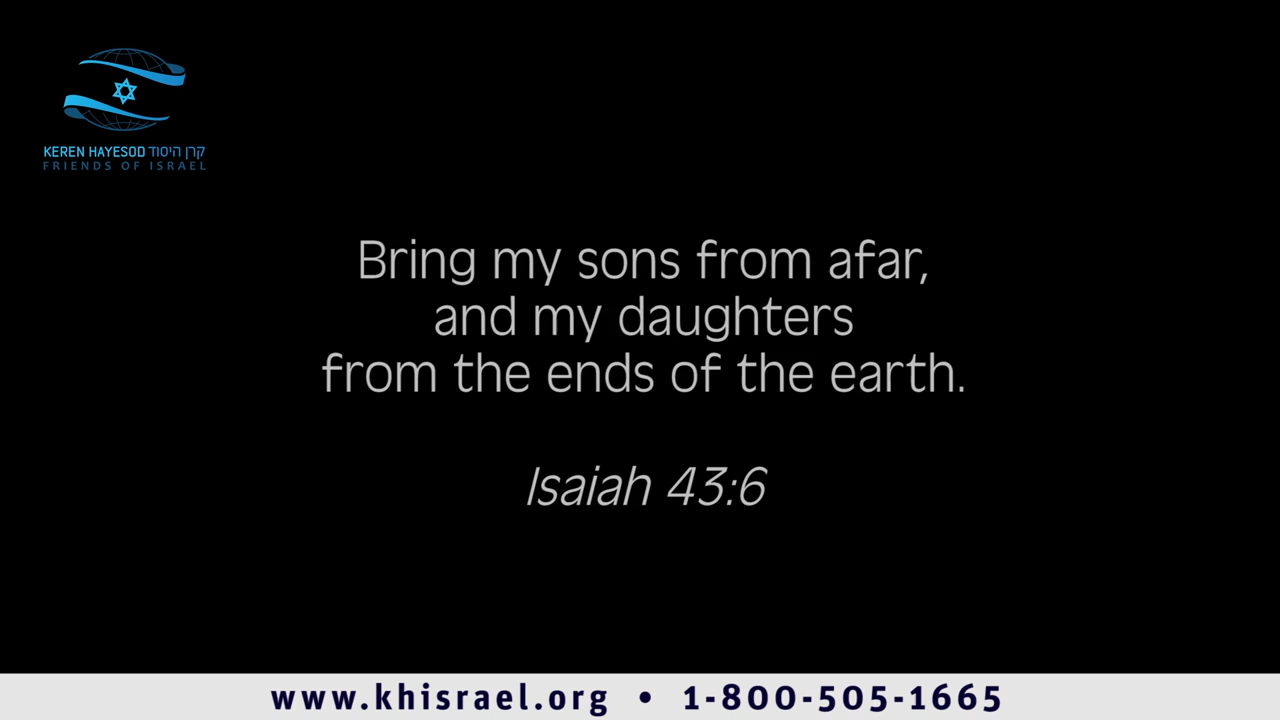 KEREN HAYESOD קרן היסוד
FRIENDS OF ISRAEL
Bring my sons from afar,
and my daughters
from the ends of the earth.
Isaiah 43:6
www.khisrael.org • 1-800-505-1665